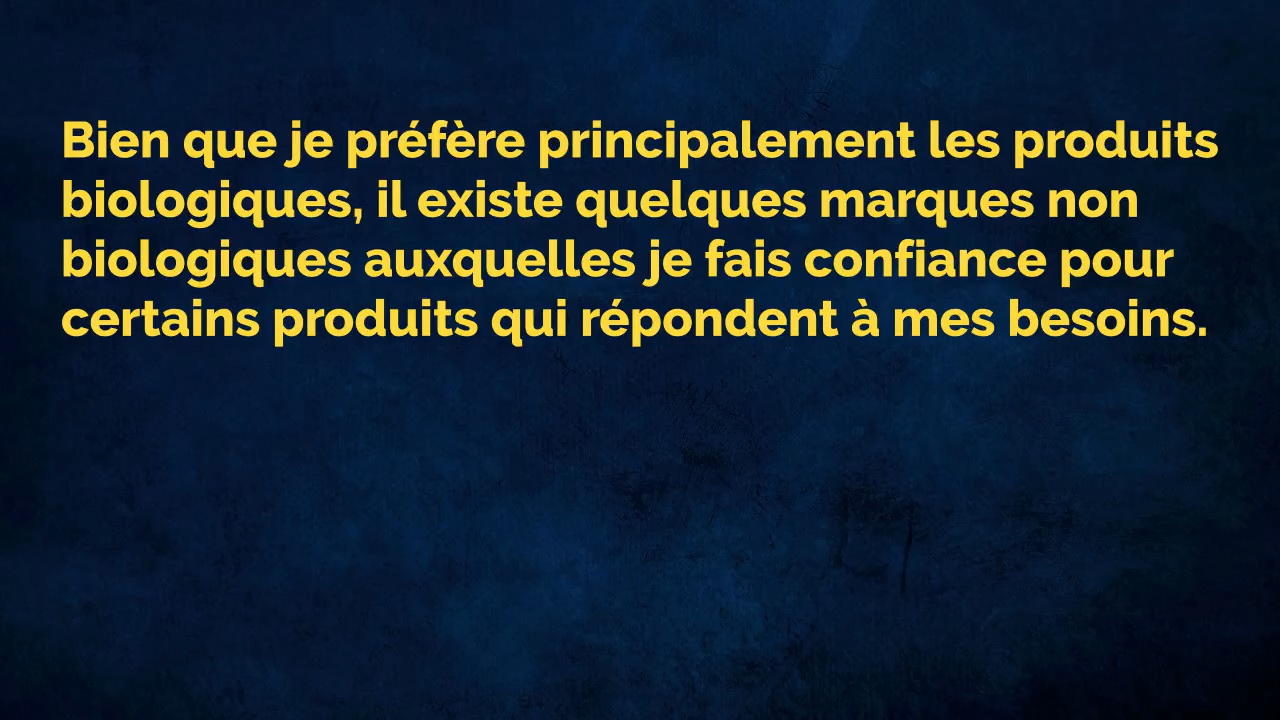 Bien que je préfère principalement les produits
biologiques, il existe quelques marques non
biologiques auxquelles je fais confiance pour
certains produits qui répondent à mes besoins.